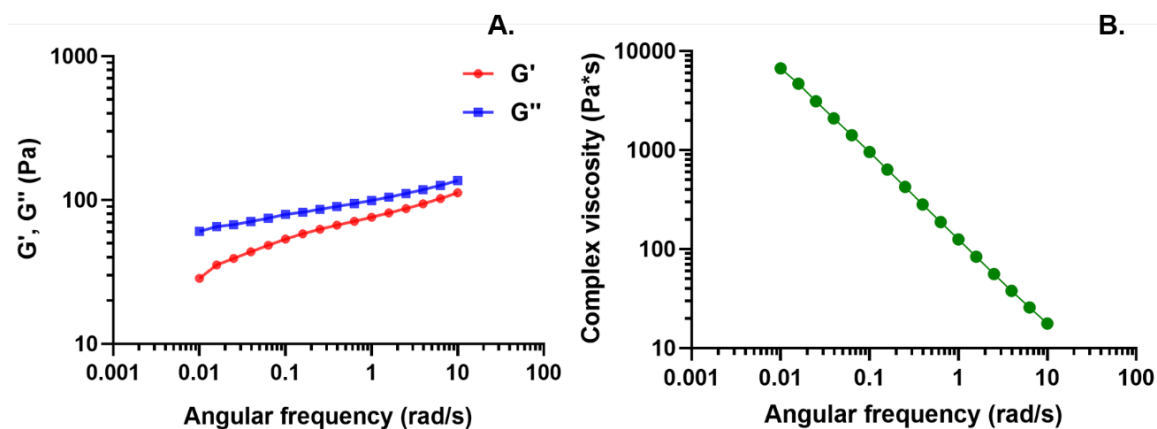 A.
G', G'' (Pa)
1000
100
10
0.001 0.01 0.1 1 10 100
Angular frequency (rad/s)
G'
G''
B.
Complex viscosity (Pa*s)
10000
1000
100
10
0.001 0.01 0.1 1 10 100
Angular frequency (rad/s)